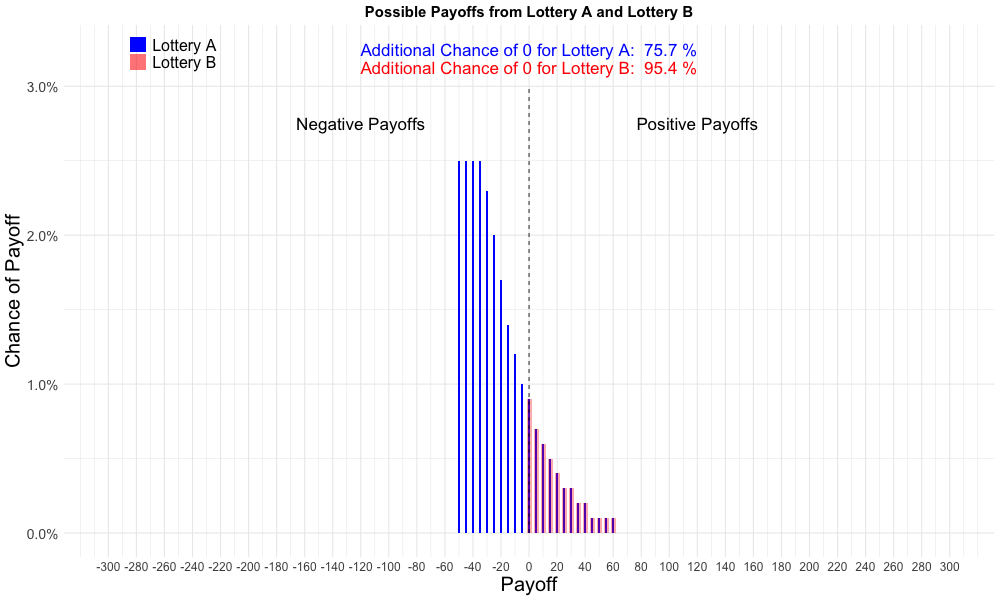 Possible Payoffs from Lottery A and Lottery B
Lottery A
Lottery B
Additional Chance of 0 for Lottery A:  75.7 %
Additional Chance of 0 for Lottery B:  95.4 %
Negative Payoffs
Positive Payoffs
Chance of Payoff
3.0%
2.0%
1.0%
0.0%
-300 -280 -260 -240 -220 -200 -180 -160 -140 -120 -100 -80 -60 -40 -20 0 20 40 60 80 100 120 140 160 180 200 220 240 260 280 300
Payoff